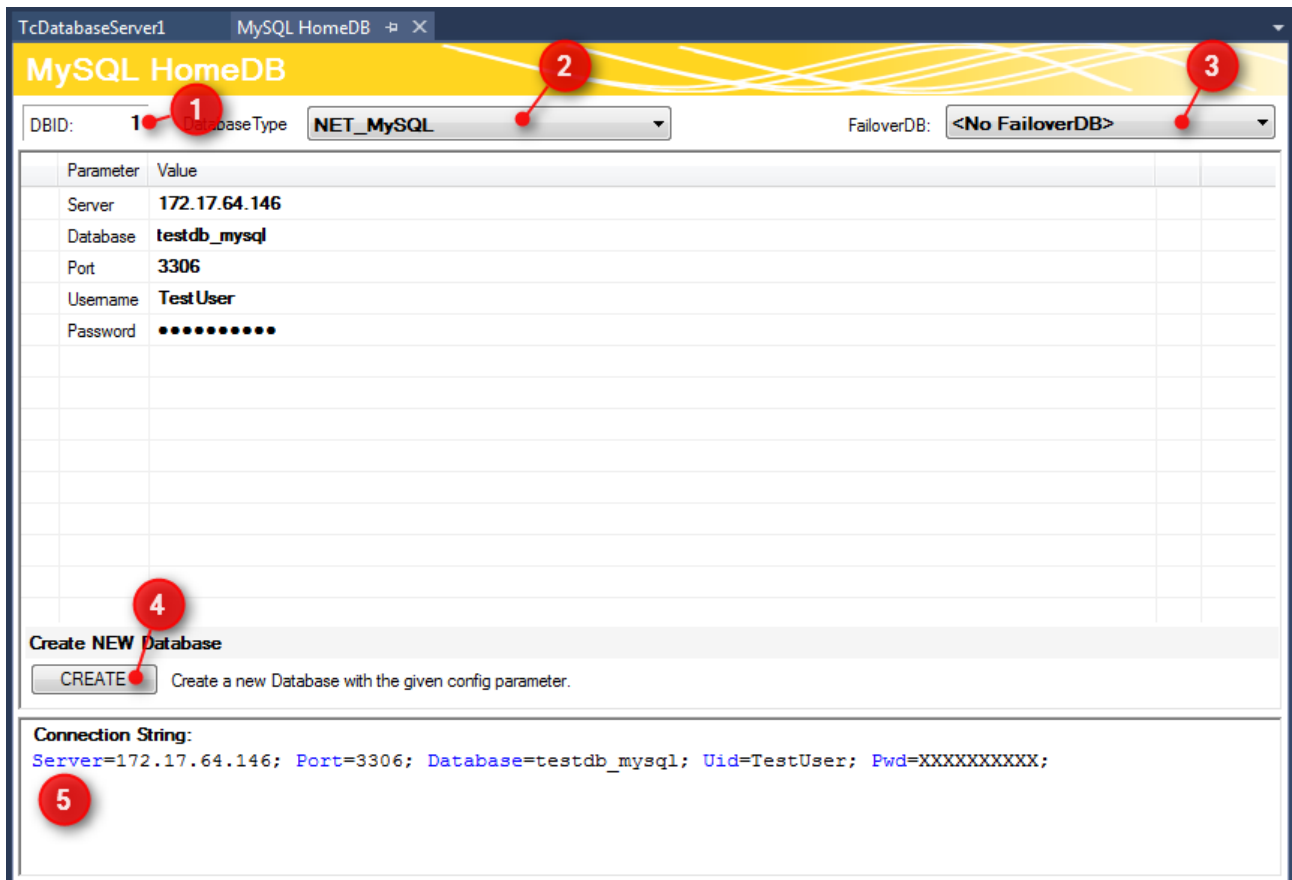 TcDatabaseServer1 MySQL HomeDB
MySQL HomeDB
2
3
1
DBID: 1 DatabaseType NET_MySQL FailoverDB: <No FailoverDB>
Parameter Value
Server 172.17.64.146
Database testdb_mysql
Port 3306
Username TestUser
Password ••••••••••
4
Create NEW Database
CREATE Create a new Database with the given config parameter.
Connection String:
Server=172.17.64.146; Port=3306; Database=testdb_mysql; Uid=TestUser; Pwd=XXXXXXXXXX;
5